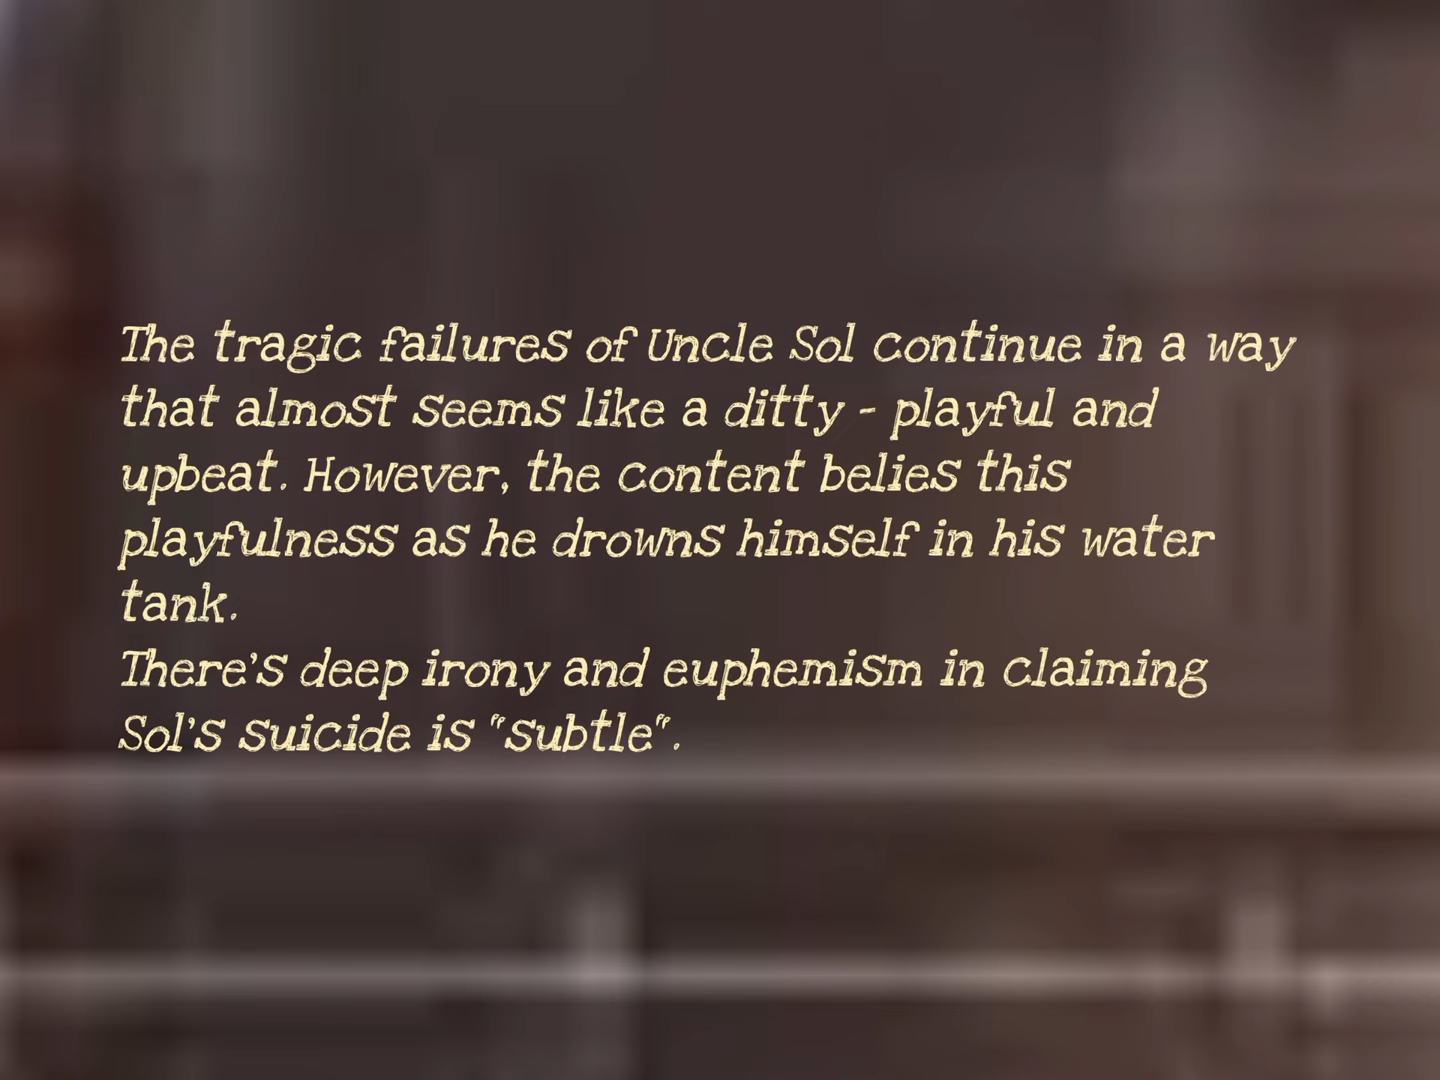 The tragic failures of Uncle Sol continue in a way
that almost seems like a ditty - playful and
upbeat. However, the content belies this
playfulness as he drowns himself in his water
tank.
There's deep irony and euphemism in claiming
Sol's suicide is "subtle".